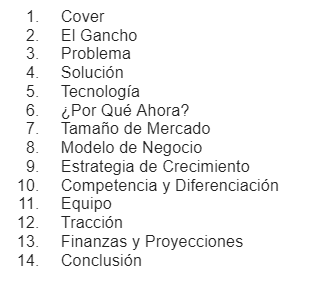 1. Cover
2. El Gancho
3. Problema
4. Solución
5. Tecnología
6. ¿Por Qué Ahora?
7. Tamaño de Mercado
8. Modelo de Negocio
9. Estrategia de Crecimiento
10. Competencia y Diferenciación
11. Equipo
12. Tracción
13. Finanzas y Proyecciones
14. Conclusión